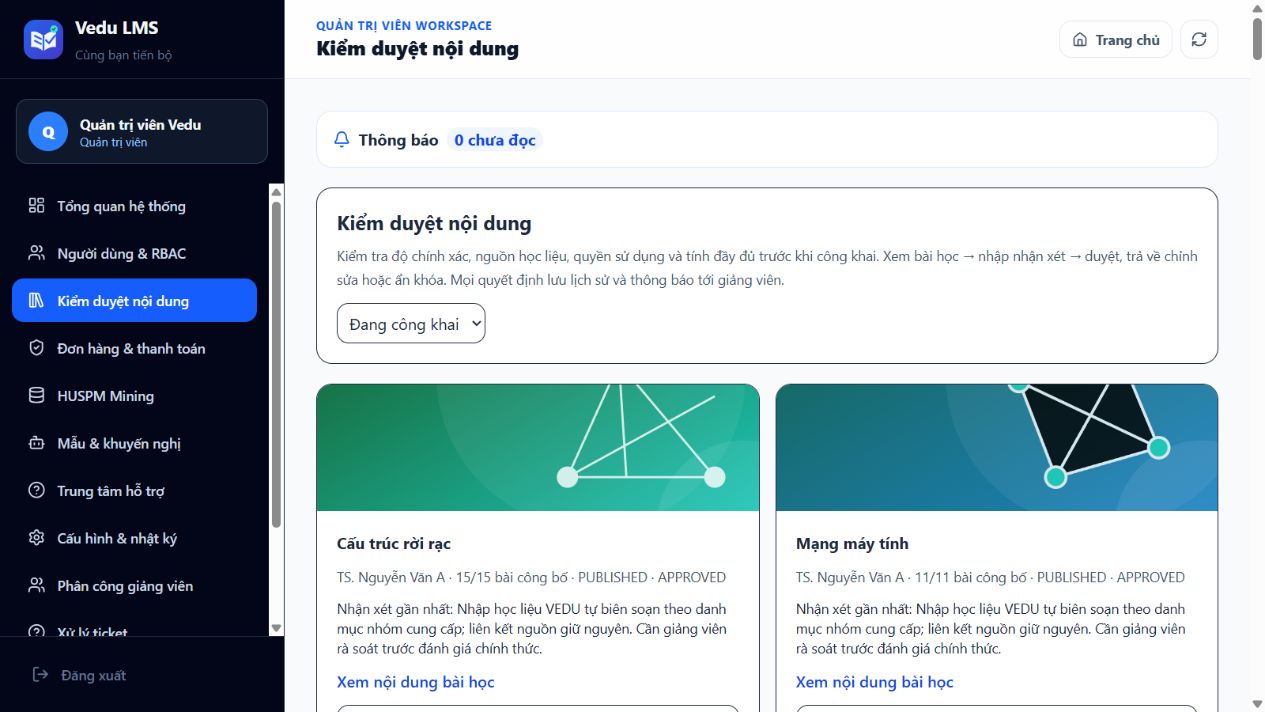 Vedu LMS
Cùng bạn tiến bộ
Q
Quản trị viên Vedu
Quản trị viên
Tổng quan hệ thống
Người dùng & RBAC
Kiểm duyệt nội dung
Đơn hàng & thanh toán
HUSPM Mining
Mẫu & khuyến nghị
Trung tâm hỗ trợ
Cấu hình & nhật ký
Phân công giảng viên
Xử lý ticket
Đăng xuất
QUẢN TRỊ VIÊN WORKSPACE
Kiểm duyệt nội dung
Trang chủ
Thông báo 0 chưa đọc
Kiểm duyệt nội dung
Kiểm tra độ chính xác, nguồn học liệu, quyền sử dụng và tính đầy đủ trước khi công khai. Xem bài học → nhập nhận xét → duyệt, trả về chỉnh
sửa hoặc ẩn khóa. Mọi quyết định lưu lịch sử và thông báo tới giảng viên.
Đang công khai
Cấu trúc rời rạc
TS. Nguyễn Văn A · 15/15 bài công bố · PUBLISHED · APPROVED
Nhận xét gần nhất: Nhập học liệu VEDU tự biên soạn theo danh
mục nhóm cung cấp; liên kết nguồn giữ nguyên. Cần giảng viên
rà soát trước đánh giá chính thức.
Xem nội dung bài học
Mạng máy tính
TS. Nguyễn Văn A · 11/11 bài công bố · PUBLISHED · APPROVED
Nhận xét gần nhất: Nhập học liệu VEDU tự biên soạn theo danh
mục nhóm cung cấp; liên kết nguồn giữ nguyên. Cần giảng viên
rà soát trước đánh giá chính thức.
Xem nội dung bài học